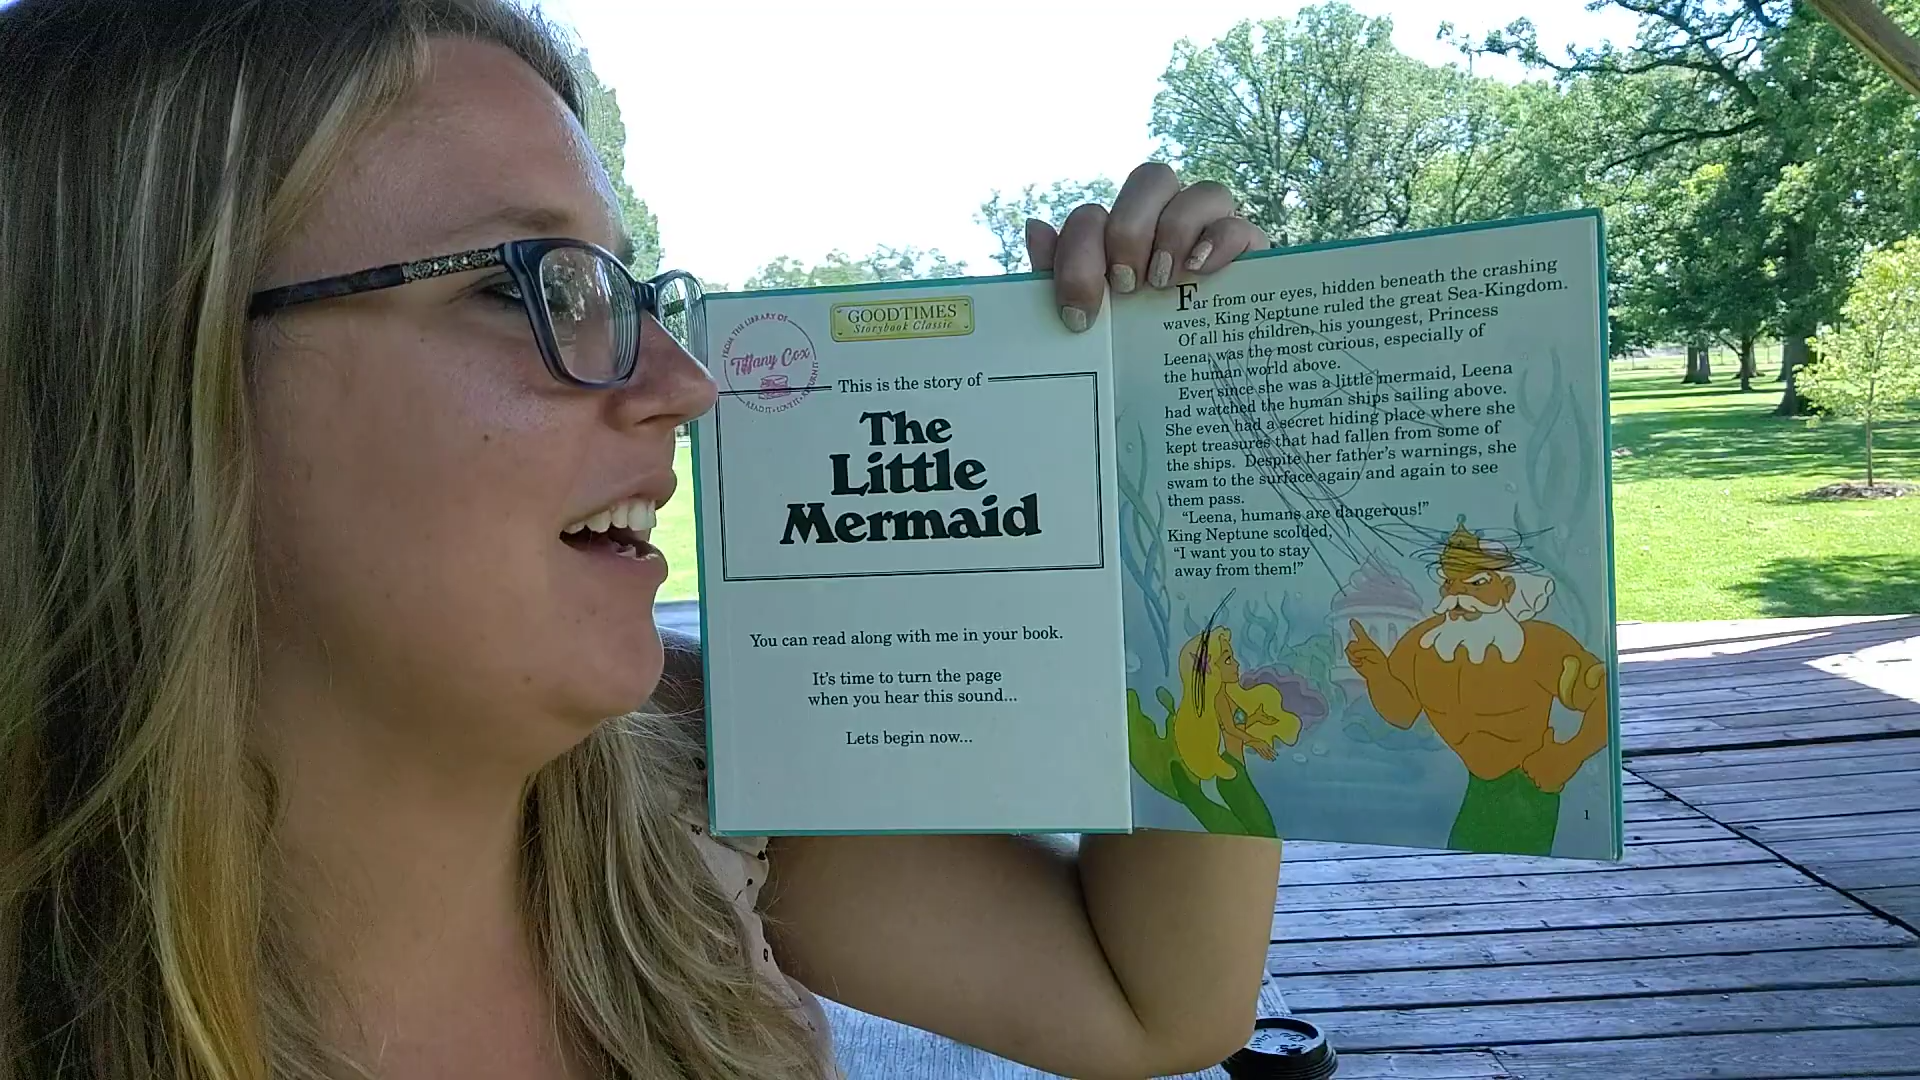 GOODTIMES
Storybook Classic
FROM THE LIBRARY OF
Tiffany Cox
READ IT • LOVE IT • RETURN IT
This is the story of
The
Little
Mermaid
You can read along with me in your book.
It's time to turn the page
when you hear this sound...
Lets begin now...
Far from our eyes, hidden beneath the crashing
waves, King Neptune ruled the great Sea-Kingdom.
Of all his children, his youngest, Princess
Leena, was the most curious, especially of
the human world above.
Ever since she was a little mermaid, Leena
had watched the human ships sailing above.
She even had a secret hiding place where she
kept treasures that had fallen from some of
the ships. Despite her father's warnings, she
swam to the surface again and again to see
them pass.
"Leena, humans are dangerous!"
King Neptune scolded,
"I want you to stay
away from them!"
1